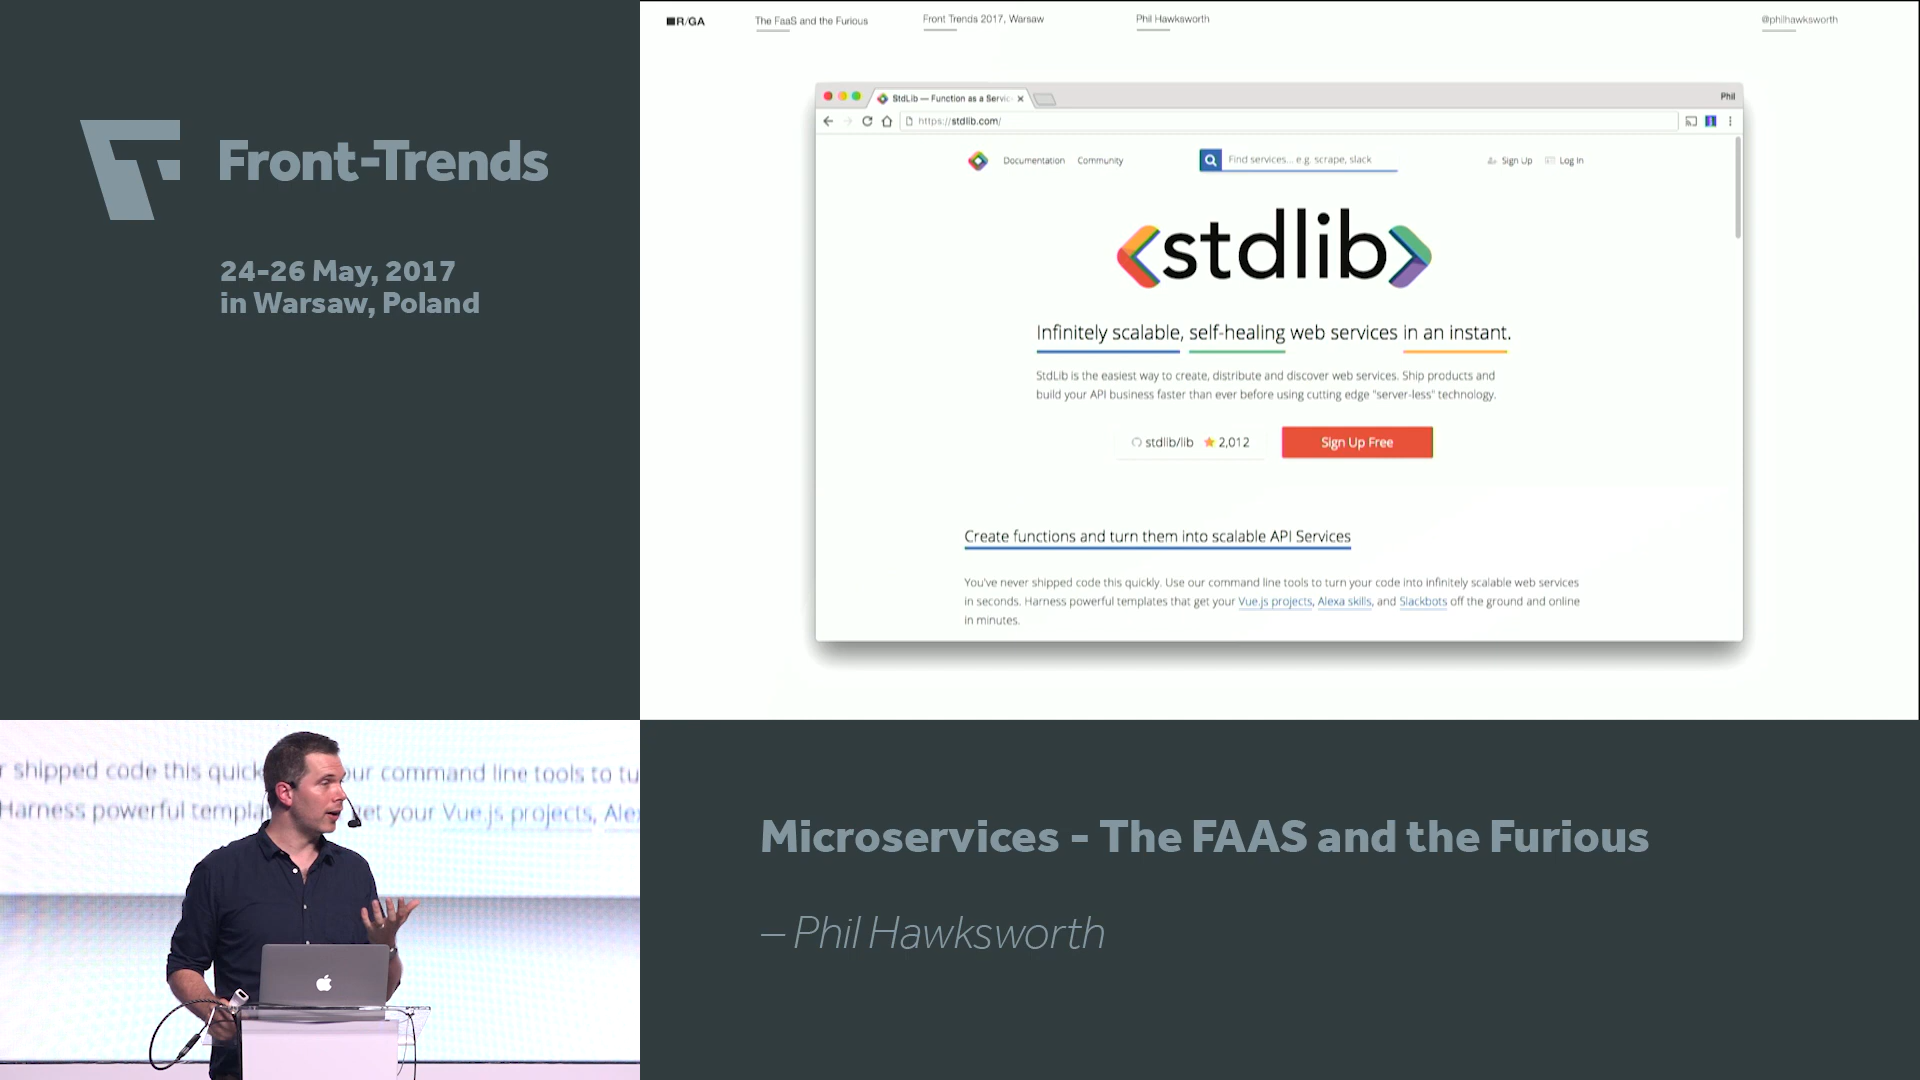 Front-Trends
24-26 May, 2017
in Warsaw, Poland
R/GA
The FaaS and the Furious
Front Trends 2017, Warsaw
Phil Hawksworth
@philhawksworth
StdLib — Function as a Servic
Phil
https://stdlib.com/
Documentation
Community
Find services... e.g. scrape, slack
Sign Up
Log In
<stdlib>
Infinitely scalable, self-healing web services in an instant.
StdLib is the easiest way to create, distribute and discover web services. Ship products and
build your API business faster than ever before using cutting edge "server-less" technology.
stdlib/lib ★ 2,012
Sign Up Free
Create functions and turn them into scalable API Services
You've never shipped code this quickly. Use our command line tools to turn your code into infinitely scalable web services
in seconds. Harness powerful templates that get your Vue.js projects, Alexa skills, and Slackbots off the ground and online
in minutes.
r shipped code this quick our command line tools to tu
Harness powerful templa et your Vue.js projects, Alex
Microservices - The FAAS and the Furious
– Phil Hawksworth